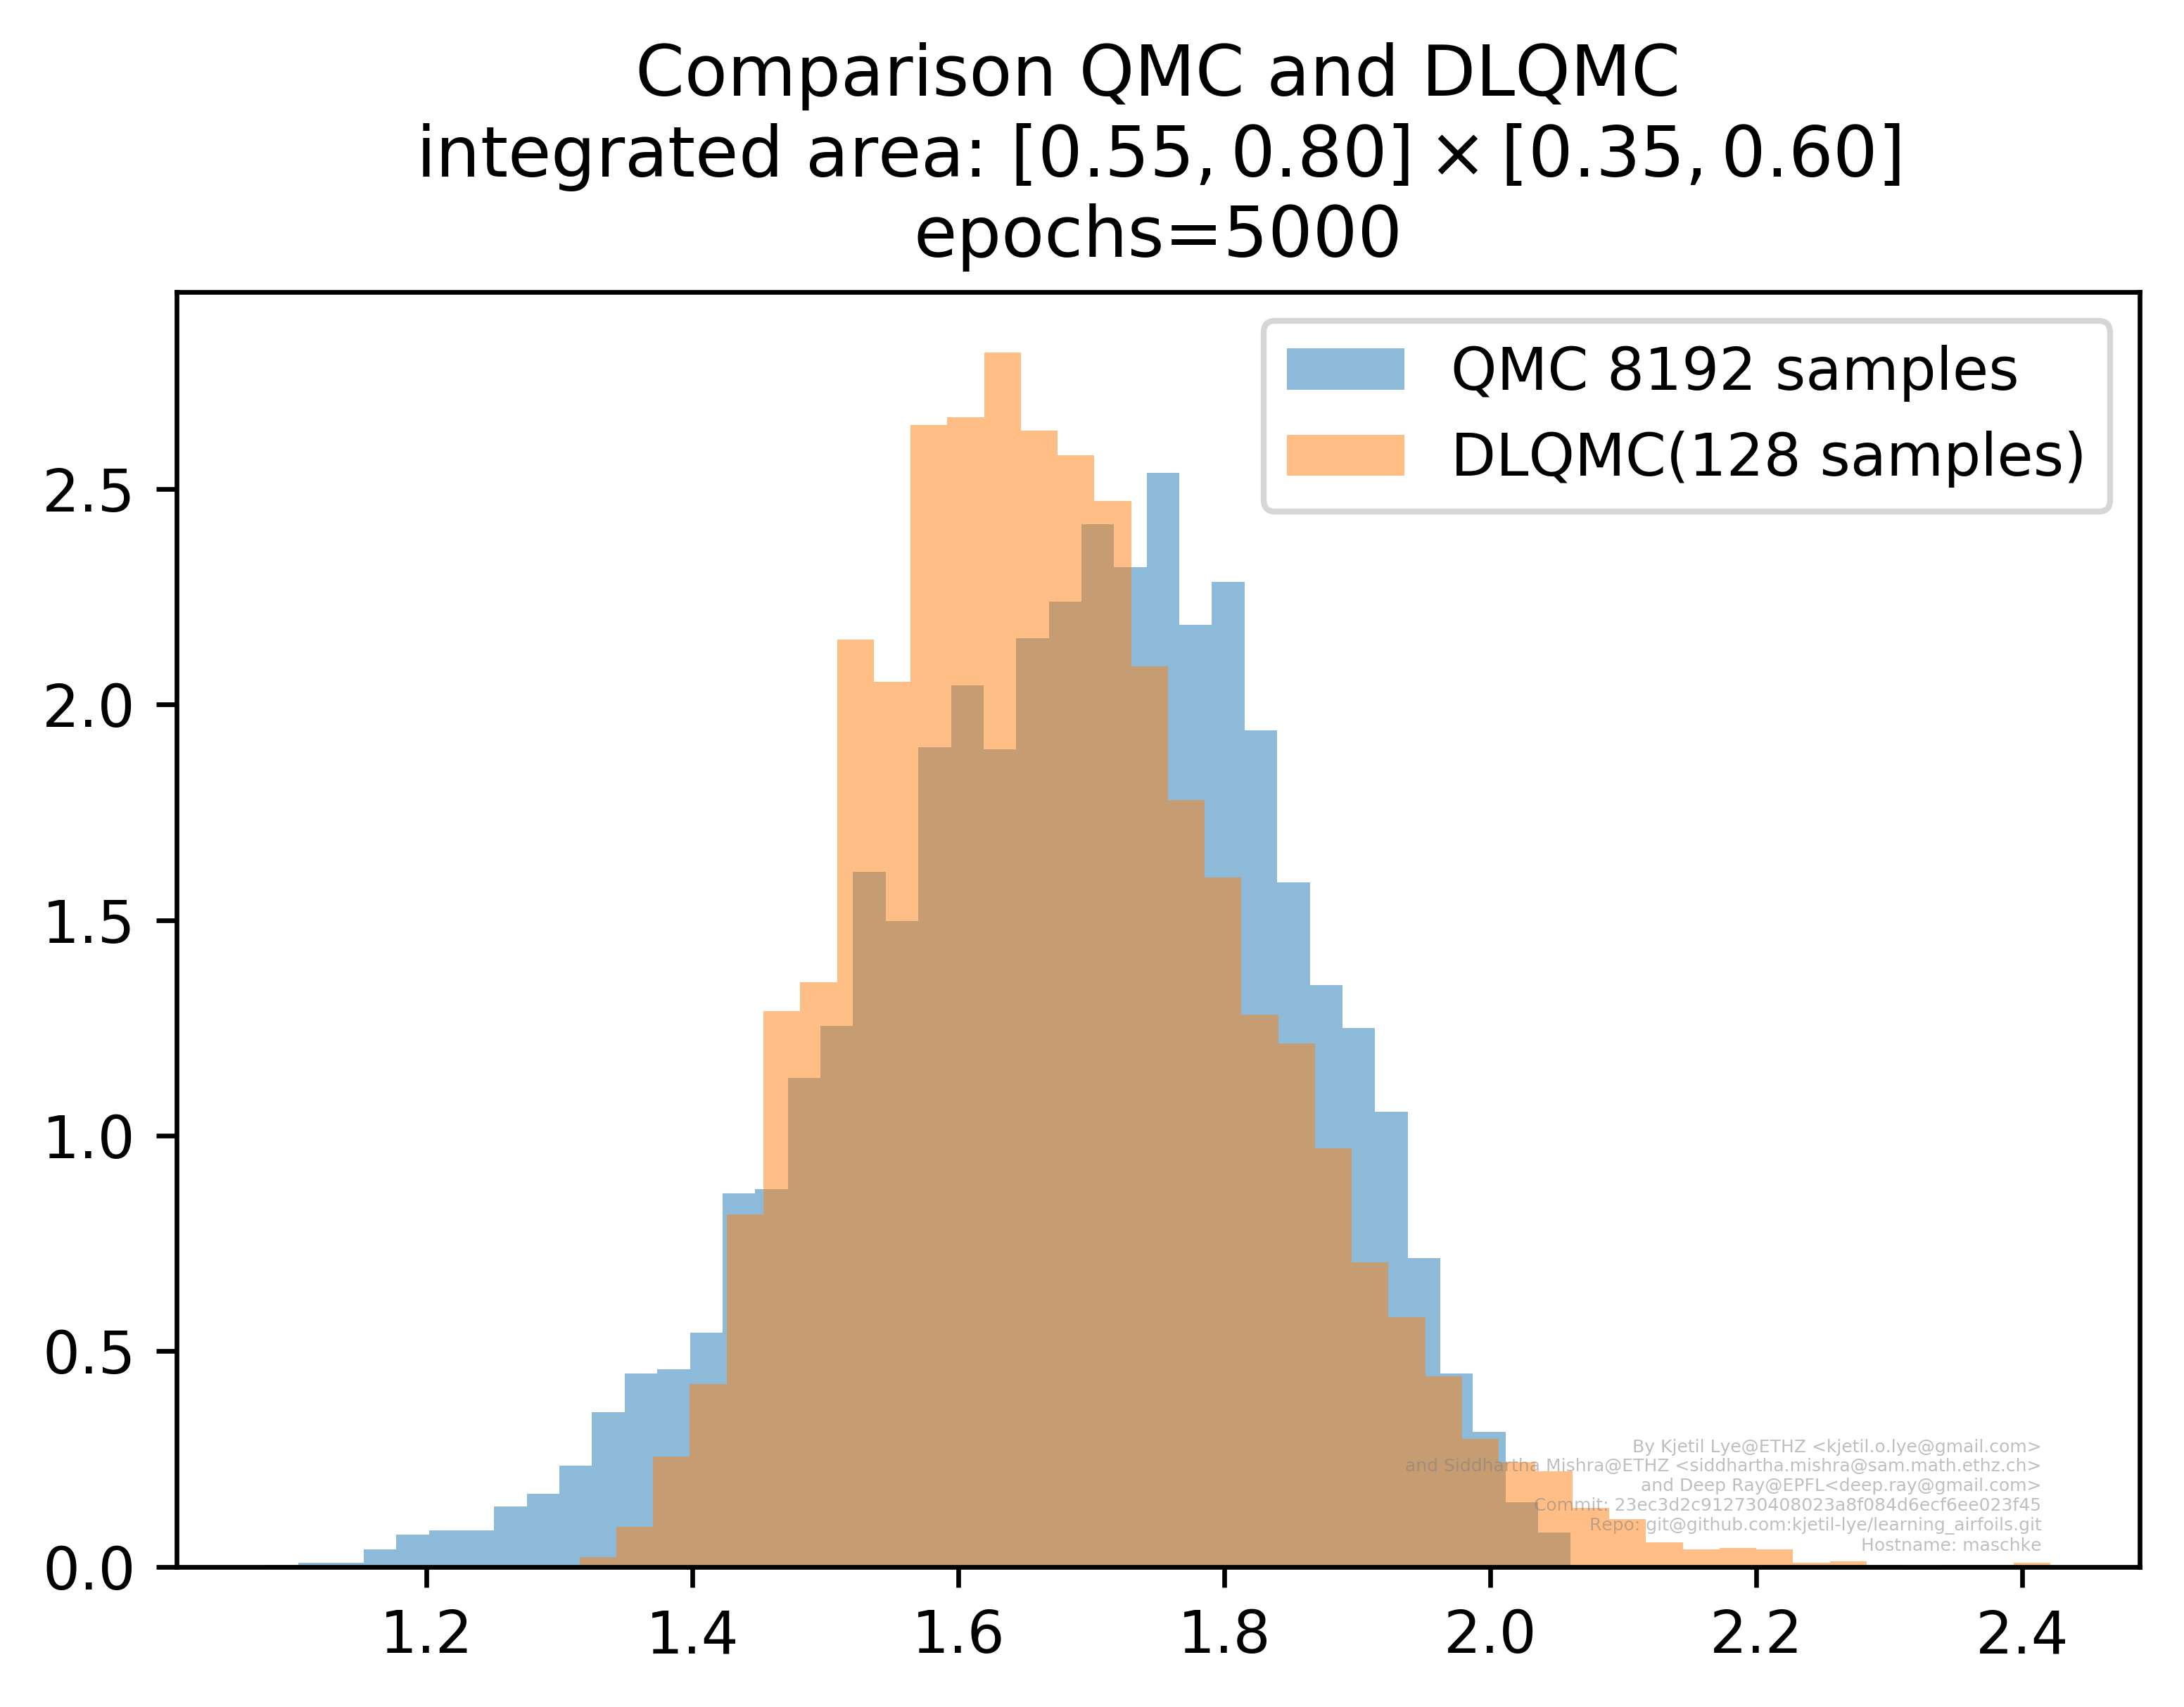 Comparison QMC and DLQMC
integrated area: [0.55, 0.80] × [0.35, 0.60]
epochs=5000
QMC 8192 samples
DLQMC(128 samples)
2.5
2.0
1.5
1.0
0.5
0.0
By Kjetil Lye@ETHZ <kjetil.o.lye@gmail.com>
and Siddhartha Mishra@ETHZ <siddhartha.mishra@sam.math.ethz.ch>
and Deep Ray@EPFL<deep.ray@gmail.com>
Commit: 23ec3d2c912730408023a8f084d6ecf6ee023f45
Repo: git@github.com:kjetil-lye/learning_airfoils.git
Hostname: maschke
1.2 1.4 1.6 1.8 2.0 2.2 2.4